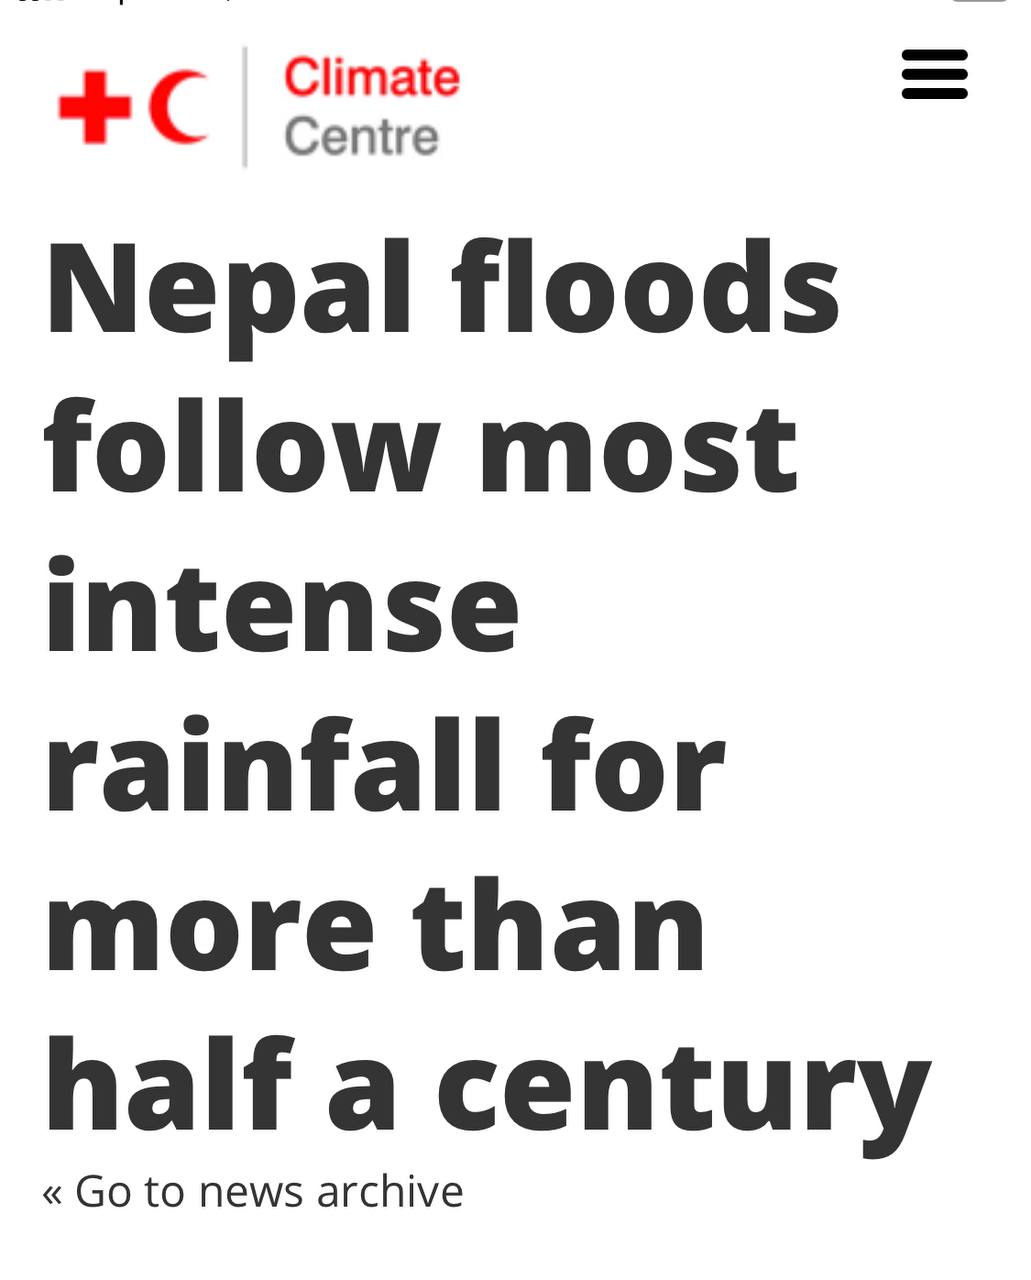 Climate
Centre
Nepal floods
follow most
intense
rainfall for
more than
half a century
« Go to news archive